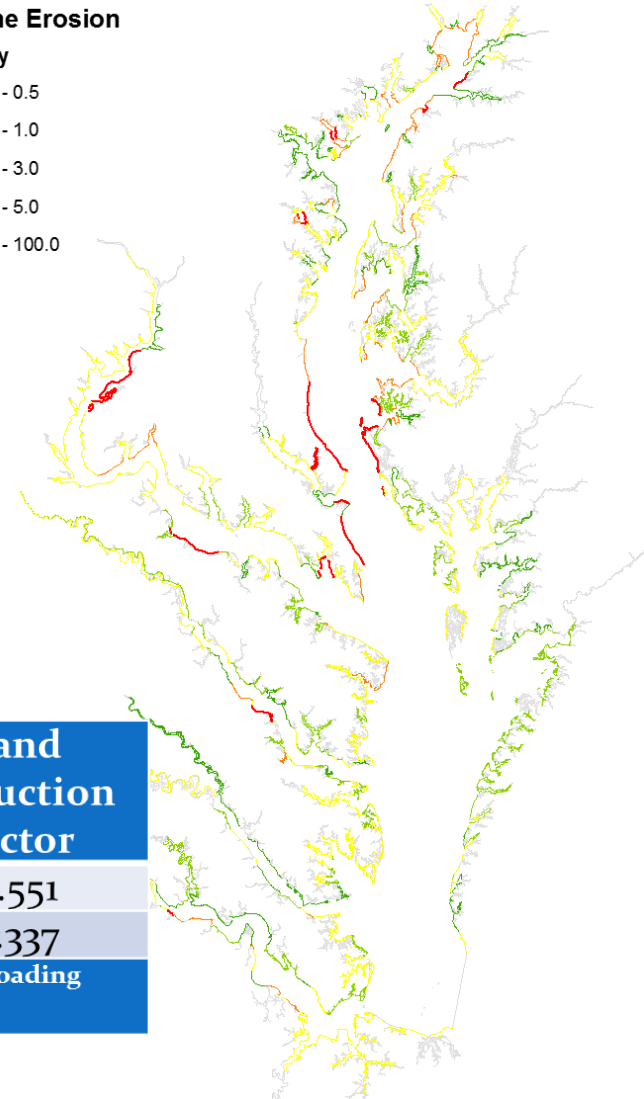 ne Erosion
y
- 0.5
- 1.0
- 3.0
- 5.0
- 100.0
and
uction
ctor
.551
.337
oading